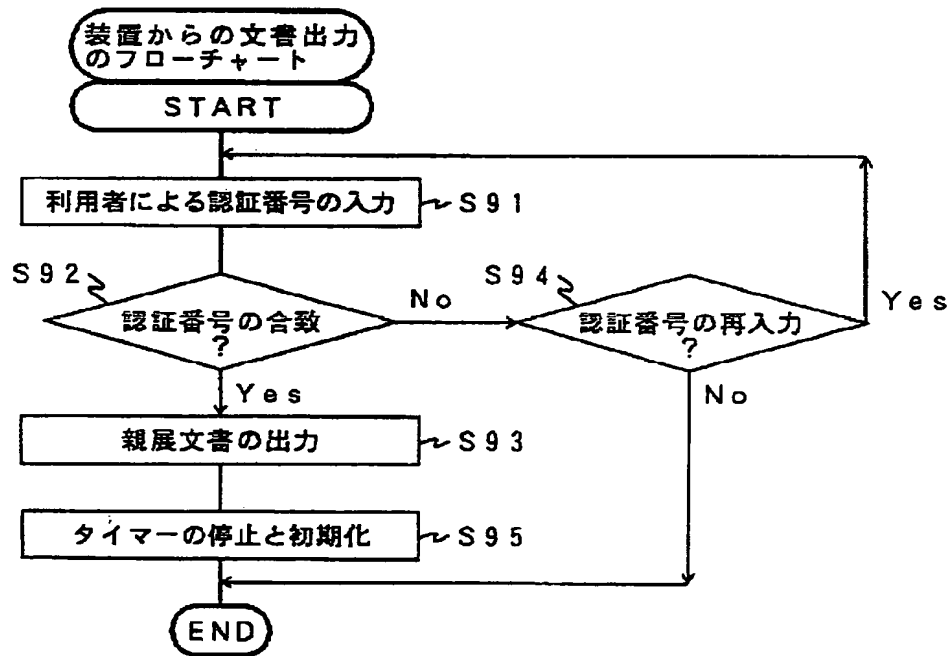 装置からの文書出力
のフローチャート
START
利用者による認証番号の入力
S91
S92
認証番号の合致
?
No
S94
認証番号の再入力
?
Yes
Yes
No
親展文書の出力
S93
タイマーの停止と初期化
S95
END